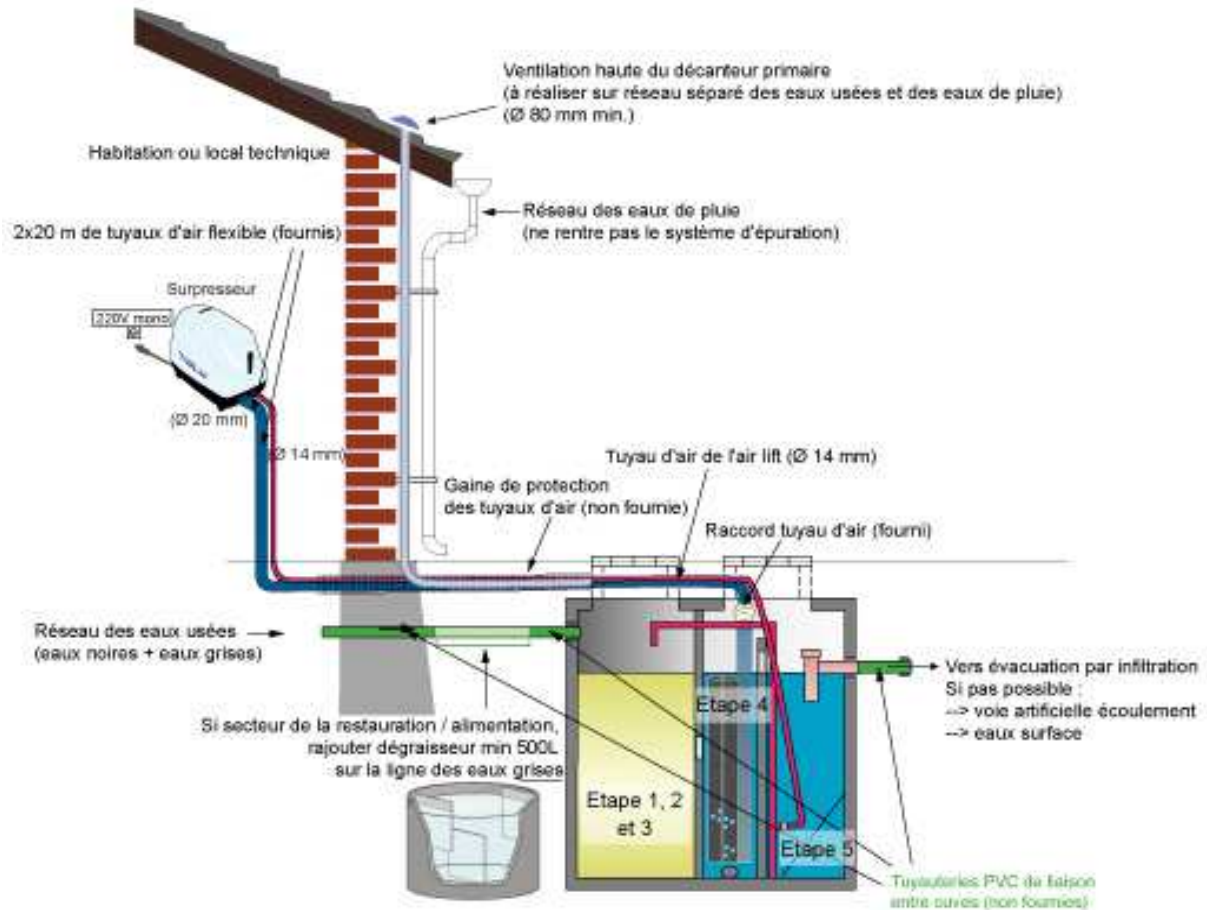 Ventilation haute du décanteur primaire
(à réaliser sur réseau séparé des eaux usées et des eaux de pluie)
(Ø 80 mm min.)
Habitation ou local technique
Réseau des eaux de pluie
(ne rentre pas le système d'épuration)
2x20 m de tuyaux d'air flexible (fournis)
Surpresseur
220V mono
(Ø 20 mm)
(Ø 14 mm)
Tuyau d'air de l'air lift (Ø 14 mm)
Gaine de protection
des tuyaux d'air (non fournie)
Raccord tuyau d'air (fourni)
Réseau des eaux usées
(eaux noires + eaux grises)
Vers évacuation par infiltration
Si pas possible :
--> voie artificielle écoulement
--> eaux surface
Si secteur de la restauration / alimentation,
rajouter dégraisseur min 500L
sur la ligne des eaux grises
Etape 4
Etape 1, 2
et 3
Etape 5
Tuyauteries PVC de liaison
entre cuves (non fournies)